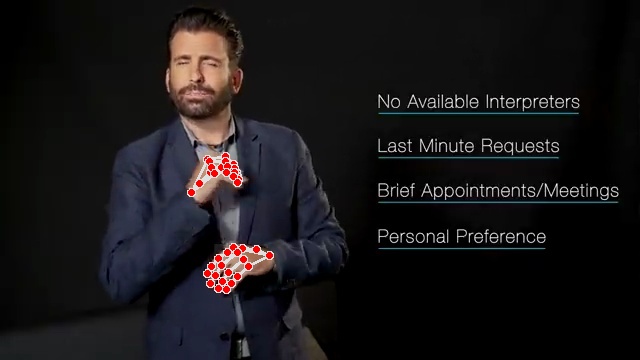 No Available Interpreters
Last Minute Requests
Brief Appointments/Meetings
Personal Preference